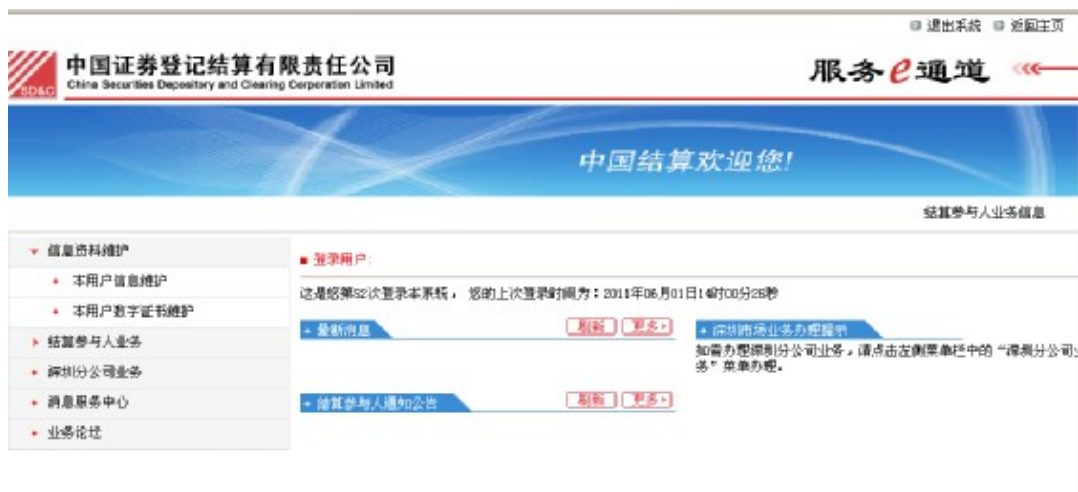 退出系统 返回主页
中国证券登记结算有限责任公司
China Securities Depository and Clearing Corporation Limited
SD&C
服务e通道
中国结算欢迎您!
结算参与人业务信息
信息资料维护
本用户信息维护
本用户数字证书维护
结算参与人业务
深圳分公司业务
消息服务中心
业务论坛
登录用户:
这是您第52次登录本系统, 您的上次登录时间为:2011年06月01日14时00分26秒
最新消息 刷新 更多
结算参与人通知公告 刷新 更多
深圳市场业务办理提示
如需办理深圳分公司业务,请点击左侧菜单栏中的“深圳分公司业
务”菜单办理。